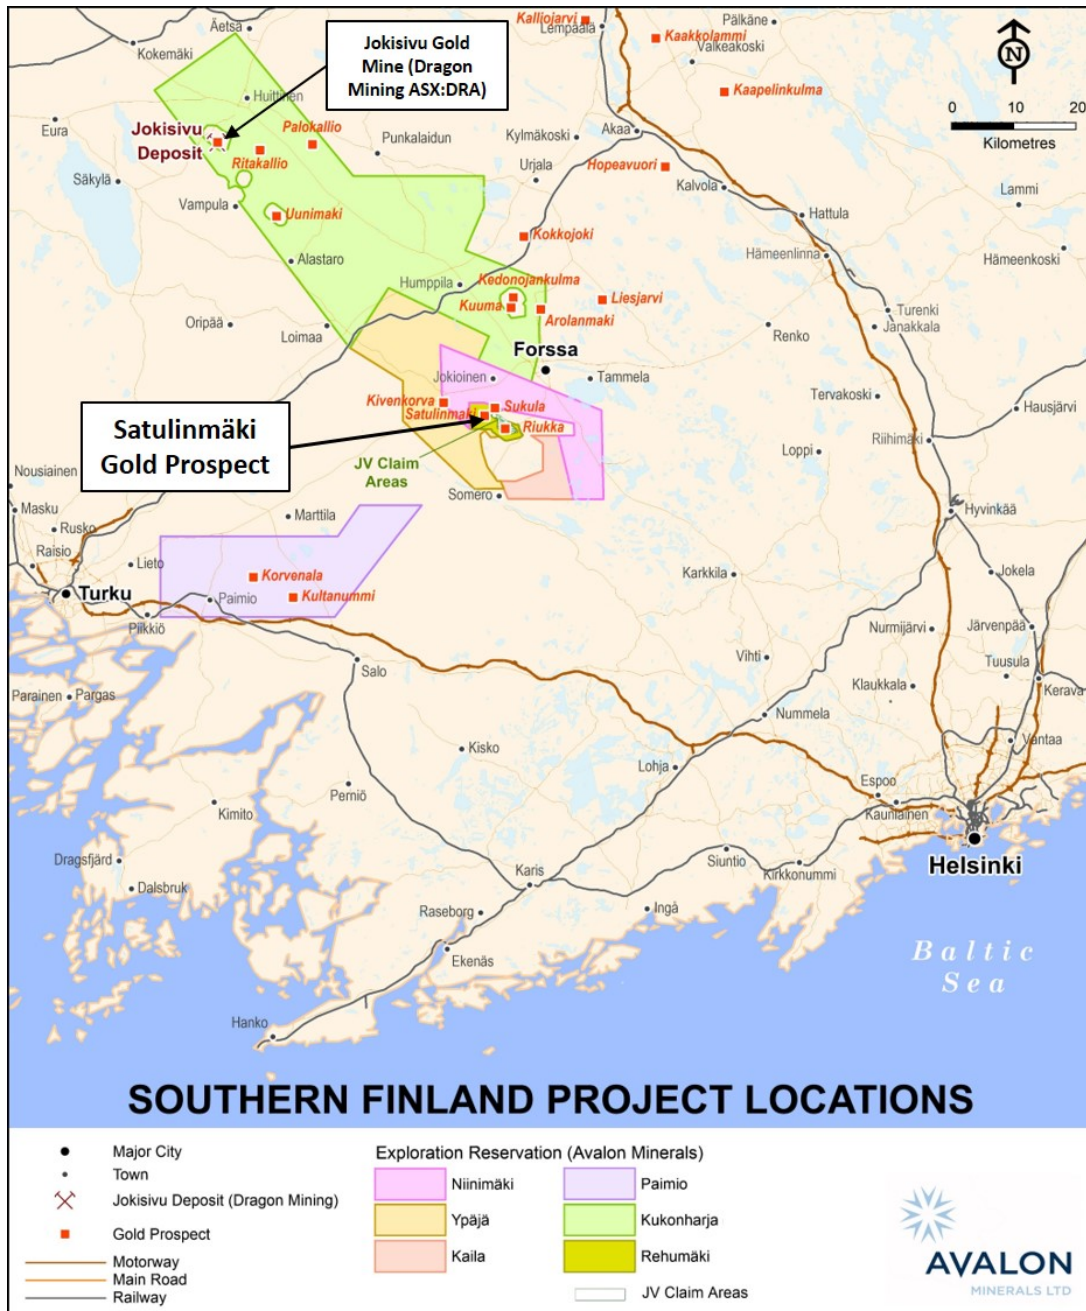 Äetsä
Kokemäki
Jokisivu Gold
Mine (Dragon
Mining ASX:DRA)
Kalliojarvi
Lempäälä
Kaakkolammi
Pälkäne
Valkeakoski
N
Kaapelinkulma
0 10 20
Kilometres
Huittinen
Eura
Jokisivu
Deposit
Palokallio
Ritakallio
Punkalaidun
Kylmäkoski
Akaa
Urjala
Hopeavuori
Kalvola
Säkylä
Vampula
Uunimaki
Lammi
Hattula
Kokkojoki
Alastaro
Hämeenlinna
Hämeenkoski
Humppila
Kedonojankulma
Kuuma
Liesjarvi
Arolanmaki
Turenki
Janakkala
Oripää
Loimaa
Renko
Forssa
Jokioinen
Tammela
Tervakoski
Kivenkorva
Satulinmaki
Sukula
Riukka
Hausjärvi
Riihimäki
Satulinmäki
Gold Prospect
JV Claim
Areas
Loppi
Nousiainen
Somero
Masku
Rusko
Marttila
Hyvinkää
Raisio
Lieto
Korvenala
Kultanummi
Karkkila
Jokela
Turku
Paimio
Piikkiö
Nurmijärvi
Järvenpää
Salo
Vihti
Tuusula
Klaukkala
Kerava
Parainen
Pargas
Nummela
Kisko
Lohja
Vantaa
Perniö
Espoo
Kauniainen
Kimito
Helsinki
Dragsfjärd
Dalsbruk
Karis
Siuntio
Kirkkonummi
Raseborg
Ingå
Ekenäs
Baltic
Sea
Hanko
SOUTHERN FINLAND PROJECT LOCATIONS
Major City
Town
Jokisivu Deposit (Dragon Mining)
Gold Prospect
Motorway
Main Road
Railway
Exploration Reservation (Avalon Minerals)
Niinimäki
Paimio
Ypäjä
Kukonharja
Kaila
Rehumäki
JV Claim Areas
AVALON
MINERALS LTD